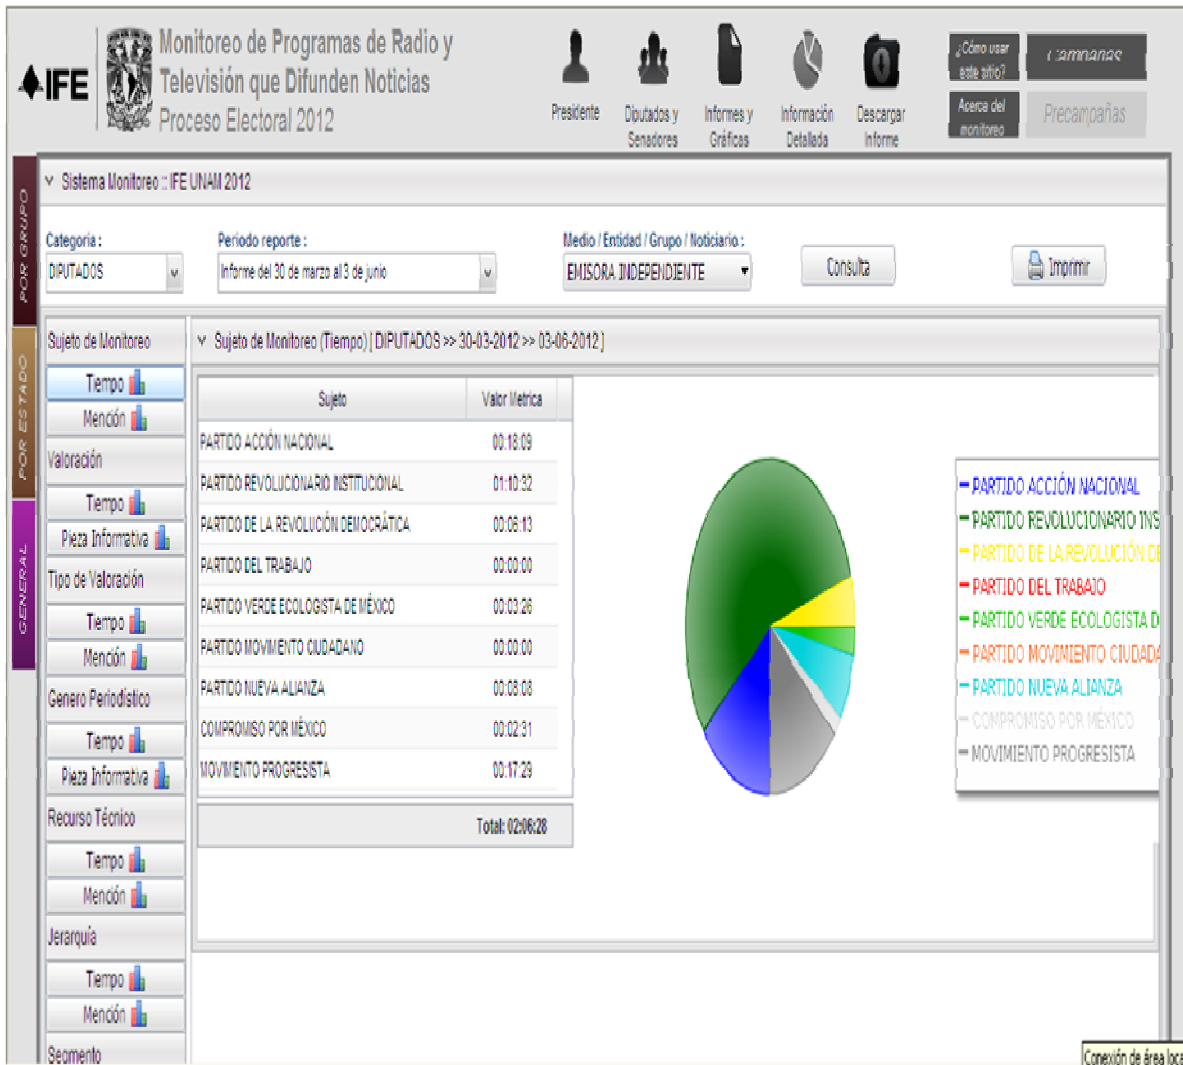 IFE
Monitoreo de Programas de Radio y
Televisión que Difunden Noticias
Proceso Electoral 2012
Presidente
Diputados y
Senadores
Informes y
Gráficas
Información
Detallada
Descargar
Informe
¿Cómo usar
este sitio?
Campañas
Acerca del
monitoreo
Precampañas
POR GRUPO
POR ESTADO
GENERAL
Sistema Monitoreo :: IFE UNAM 2012
Categoria :
DIPUTADOS
Periodo reporte :
Informe del 30 de marzo al 3 de junio
Medio / Entidad / Grupo / Noticiario :
EMISORA INDEPENDIENTE
Consulta
Imprimir
Sujeto de Monitoreo
Tiempo
Mención
Valoración
Tiempo
Pieza Informativa
Tipo de Valoración
Tiempo
Mención
Genero Periodístico
Tiempo
Pieza Informativa
Recurso Técnico
Tiempo
Mención
Jerarquía
Tiempo
Mención
Segmento
Sujeto de Monitoreo (Tiempo) [ DIPUTADOS >> 30-03-2012 >> 03-06-2012 ]
Sujeto Valor Metrica
PARTIDO ACCIÓN NACIONAL 00:18:09
PARTIDO REVOLUCIONARIO INSTITUCIONAL 01:10:32
PARTIDO DE LA REVOLUCIÓN DEMOCRÁTICA 00:06:13
PARTIDO DEL TRABAJO 00:00:00
PARTIDO VERDE ECOLOGISTA DE MÉXICO 00:03:26
PARTIDO MOVIMIENTO CIUDADANO 00:00:00
PARTIDO NUEVA ALIANZA 00:08:08
COMPROMISO POR MÉXICO 00:02:31
MOVIMIENTO PROGRESISTA 00:17:29
Total: 02:06:28
PARTIDO ACCIÓN NACIONAL
PARTIDO REVOLUCIONARIO INS
PARTIDO DE LA REVOLUCIÓN DE
PARTIDO DEL TRABAJO
PARTIDO VERDE ECOLOGISTA D
PARTIDO MOVIMIENTO CIUDADA
PARTIDO NUEVA ALIANZA
COMPROMISO POR MÉXICO
MOVIMIENTO PROGRESISTA
Conexión de área loca